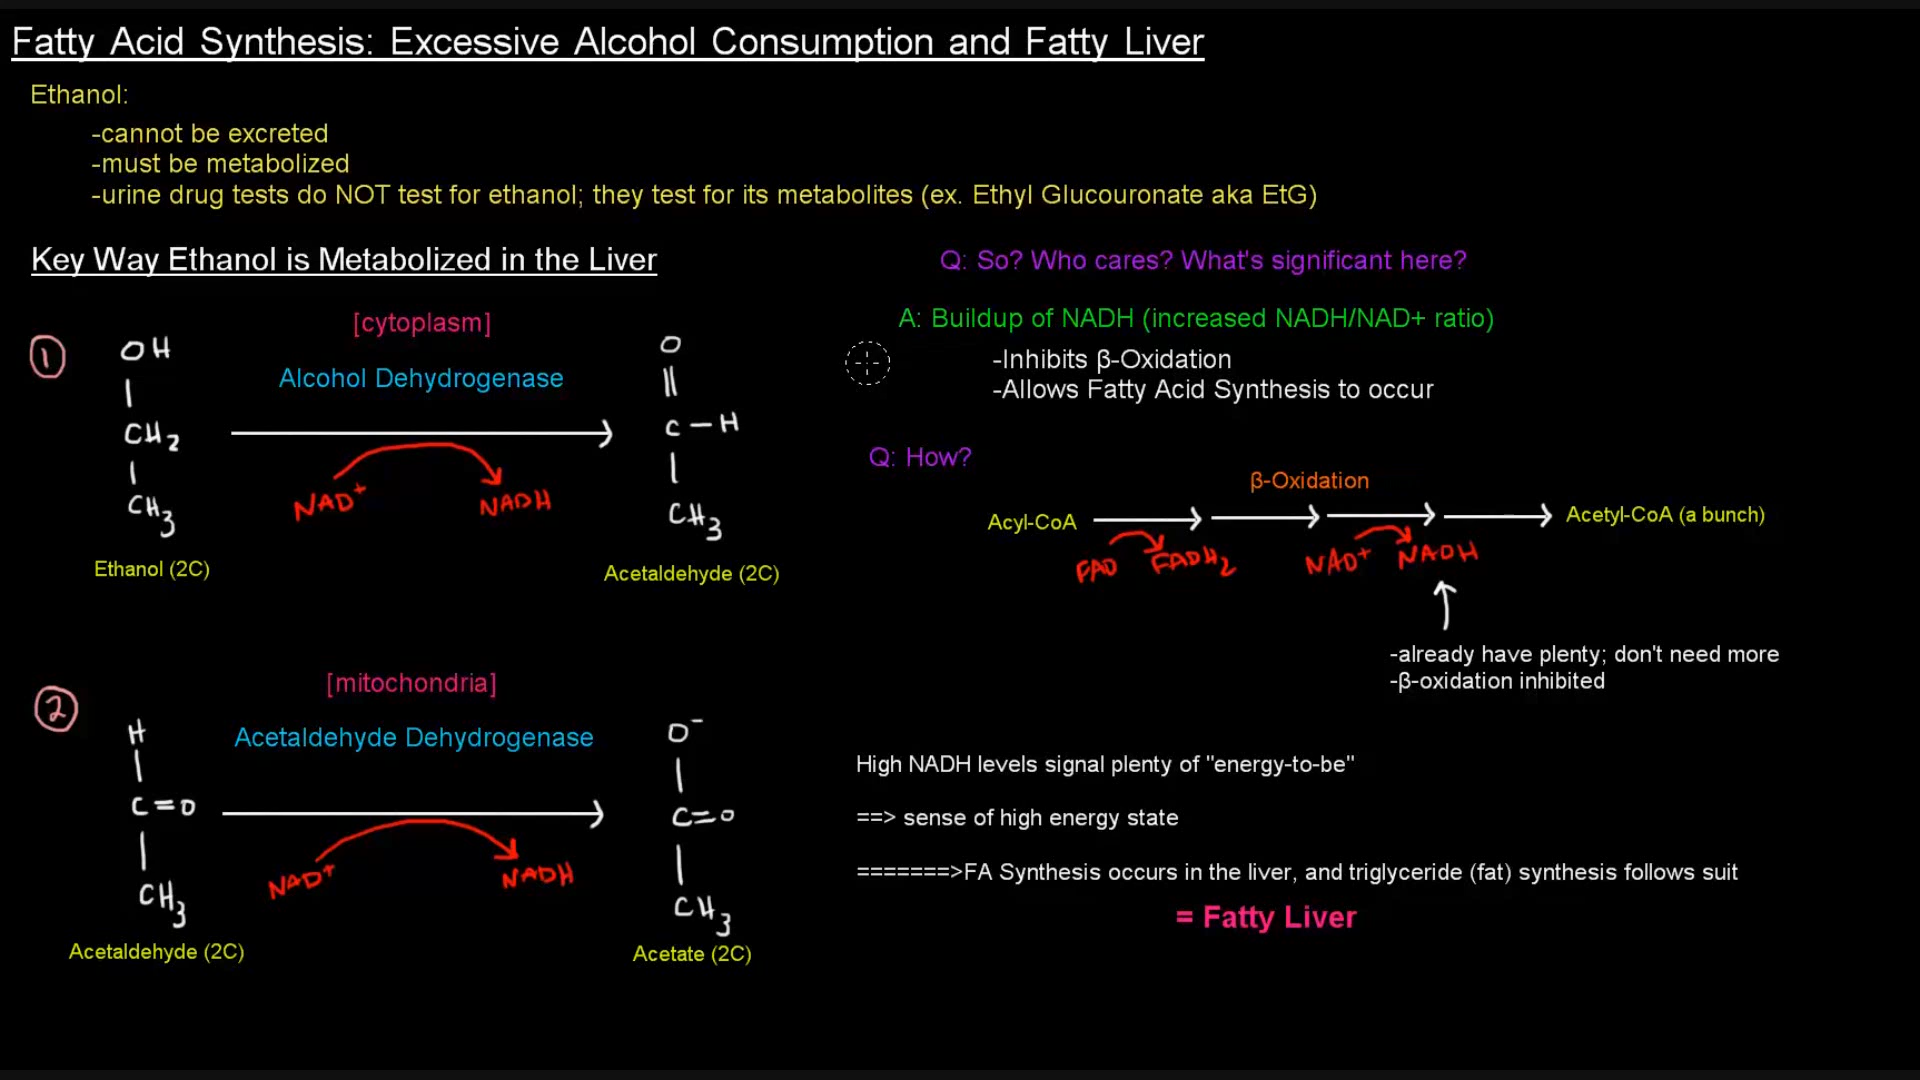 Fatty Acid Synthesis: Excessive Alcohol Consumption and Fatty Liver
Ethanol:
-cannot be excreted
-must be metabolized
-urine drug tests do NOT test for ethanol; they test for its metabolites (ex. Ethyl Glucouronate aka EtG)
Key Way Ethanol is Metabolized in the Liver
1
[cytoplasm]
Alcohol Dehydrogenase
OH
CH2
CH3
NAD+
NADH
O
C-H
CH3
Ethanol (2C)
Acetaldehyde (2C)
2
[mitochondria]
Acetaldehyde Dehydrogenase
H
C=O
CH3
NAD+
NADH
O-
C=O
CH3
Acetaldehyde (2C)
Acetate (2C)
Q: So? Who cares? What's significant here?
A: Buildup of NADH (increased NADH/NAD+ ratio)
-Inhibits β-Oxidation
-Allows Fatty Acid Synthesis to occur
Q: How?
β-Oxidation
Acyl-CoA
Acetyl-CoA (a bunch)
FAD FADH2 NAD+ NADH
-already have plenty; don't need more
-β-oxidation inhibited
High NADH levels signal plenty of "energy-to-be"
==> sense of high energy state
=======>FA Synthesis occurs in the liver, and triglyceride (fat) synthesis follows suit
= Fatty Liver